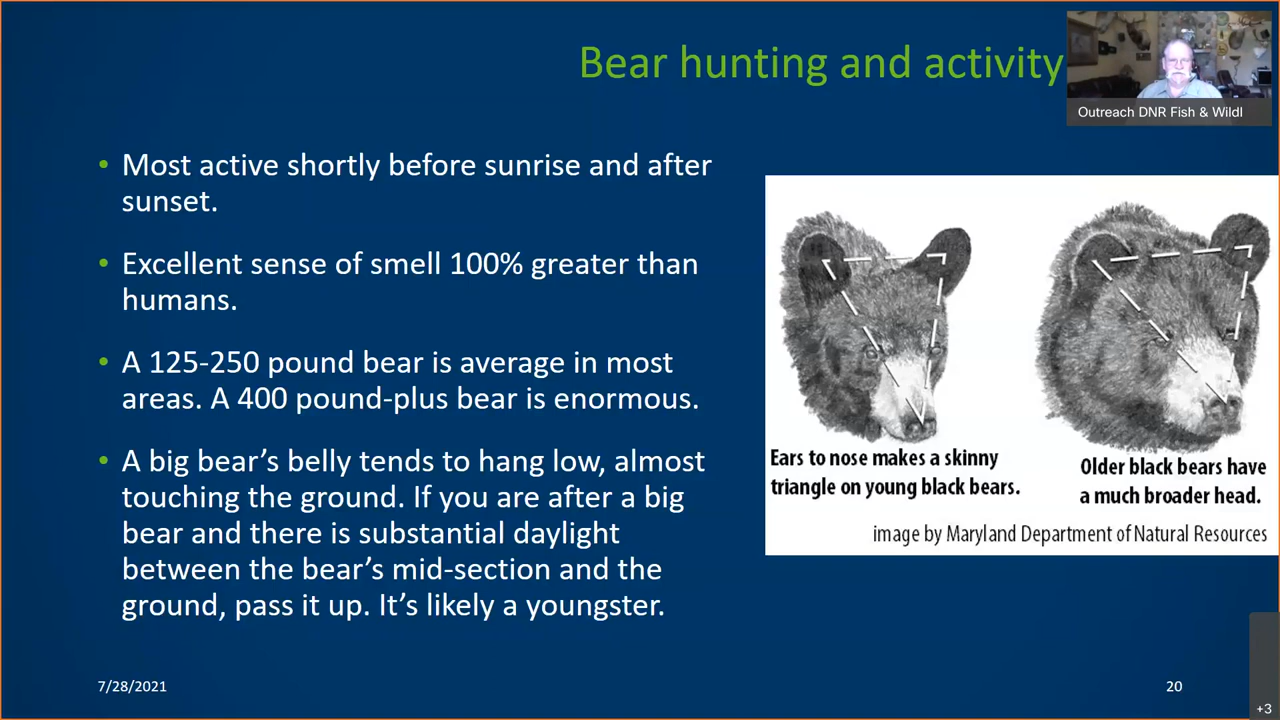 Bear hunting and activity
Outreach DNR Fish & Wildl
• Most active shortly before sunrise and after
sunset.
• Excellent sense of smell 100% greater than
humans.
• A 125-250 pound bear is average in most
areas. A 400 pound-plus bear is enormous.
• A big bear’s belly tends to hang low, almost
touching the ground. If you are after a big
bear and there is substantial daylight
between the bear’s mid-section and the
ground, pass it up. It’s likely a youngster.
Ears to nose makes a skinny
triangle on young black bears.
Older black bears have
a much broader head.
image by Maryland Department of Natural Resources
7/28/2021
20
+3